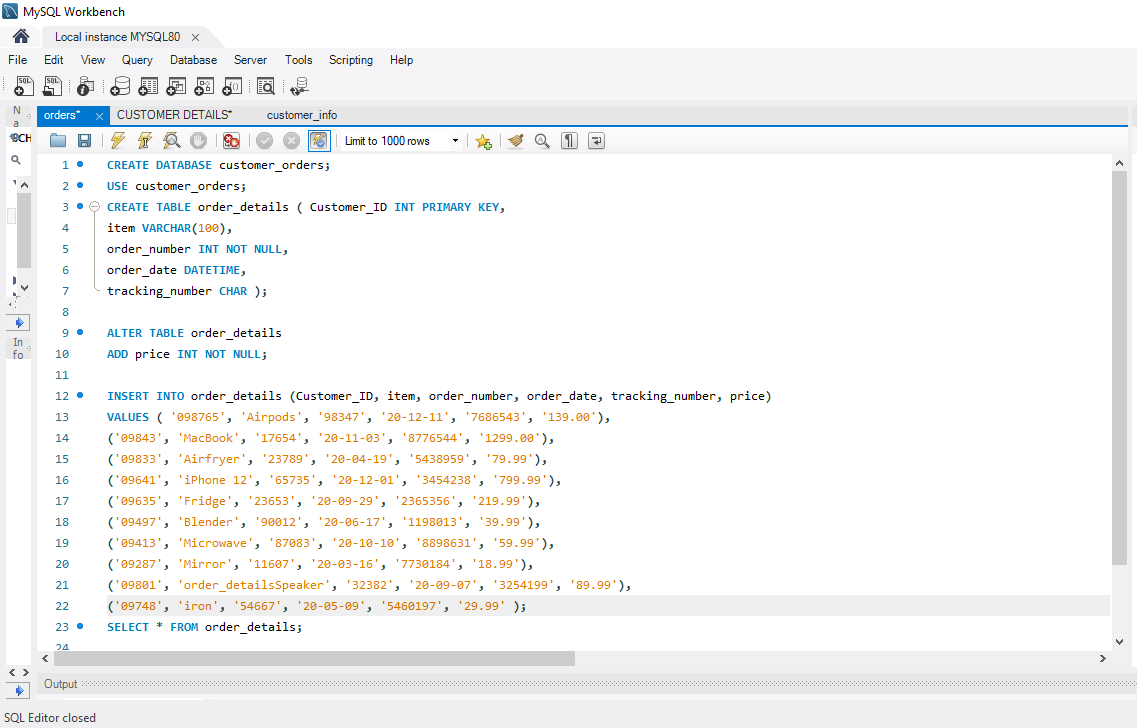 MySQL Workbench
Local instance MYSQL80
File Edit View Query Database Server Tools Scripting Help
N
a
CH
In
fo
orders* CUSTOMER DETAILS* customer_info
Limit to 1000 rows
1 CREATE DATABASE customer_orders;
2 USE customer_orders;
3 CREATE TABLE order_details ( Customer_ID INT PRIMARY KEY,
4 item VARCHAR(100),
5 order_number INT NOT NULL,
6 order_date DATETIME,
7 tracking_number CHAR );
8
9 ALTER TABLE order_details
10 ADD price INT NOT NULL;
11
12 INSERT INTO order_details (Customer_ID, item, order_number, order_date, tracking_number, price)
13 VALUES ( '098765', 'Airpods', '98347', '20-12-11', '7686543', '139.00'),
14 ('09843', 'MacBook', '17654', '20-11-03', '8776544', '1299.00'),
15 ('09833', 'Airfryer', '23789', '20-04-19', '5438959', '79.99'),
16 ('09641', 'iPhone 12', '65735', '20-12-01', '3454238', '799.99'),
17 ('09635', 'Fridge', '23653', '20-09-29', '2365356', '219.99'),
18 ('09497', 'Blender', '90012', '20-06-17', '1198013', '39.99'),
19 ('09413', 'Microwave', '87083', '20-10-10', '8898631', '59.99'),
20 ('09287', 'Mirror', '11607', '20-03-16', '7730184', '18.99'),
21 ('09801', 'order_detailsSpeaker', '32382', '20-09-07', '3254199', '89.99'),
22 ('09748', 'iron', '54667', '20-05-09', '5460197', '29.99' );
23 SELECT * FROM order_details;
24
Output
SQL Editor closed